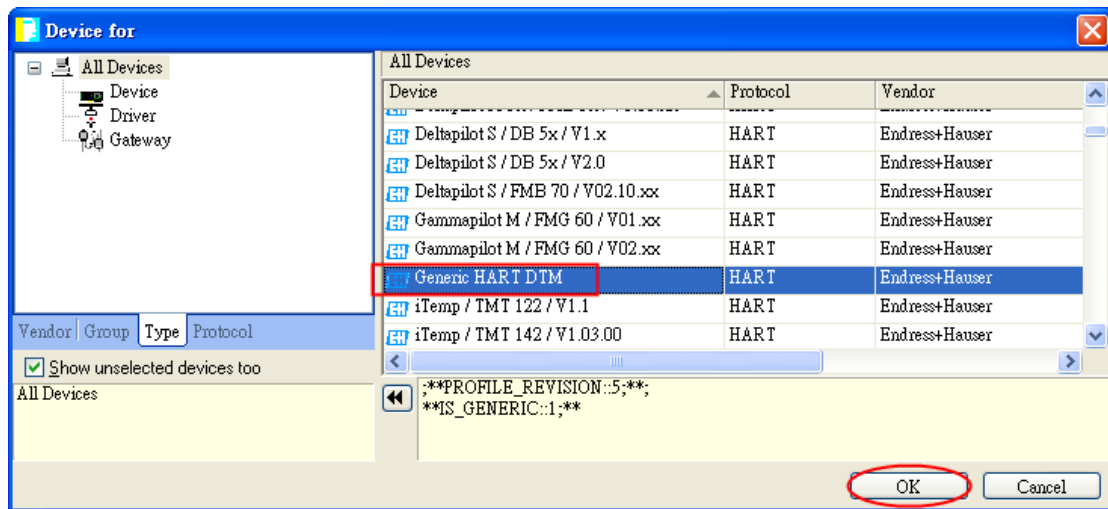 Device for
All Devices
Device
Driver
Gateway
Vendor Group Type Protocol
Show unselected devices too
All Devices
All Devices
Device Protocol Vendor
Deltapilot S / DB 5x / V1.x HART Endress+Hauser
Deltapilot S / DB 5x / V2.0 HART Endress+Hauser
Deltapilot S / FMB 70 / V02.10.xx HART Endress+Hauser
Gammapilot M / FMG 60 / V01.xx HART Endress+Hauser
Gammapilot M / FMG 60 / V02.xx HART Endress+Hauser
Generic HART DTM HART Endress+Hauser
iTemp / TMT 122 / V1.1 HART Endress+Hauser
iTemp / TMT 142 / V1.03.00 HART Endress+Hauser
;**PROFILE_REVISION::5;**;
**IS_GENERIC::1;**
OK Cancel